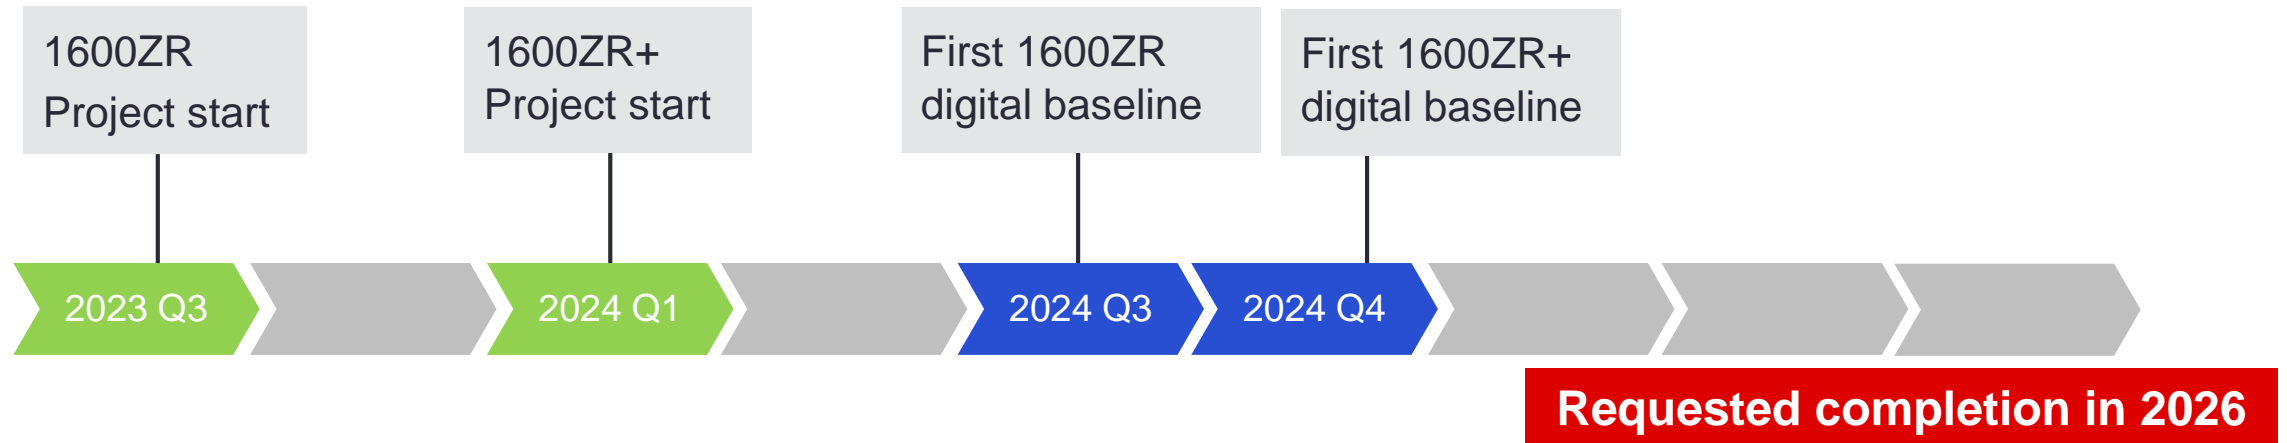 1600ZR
Project start
1600ZR+
Project start
First 1600ZR
digital baseline
First 1600ZR+
digital baseline
2023 Q3
2024 Q1
2024 Q3
2024 Q4
Requested completion in 2026